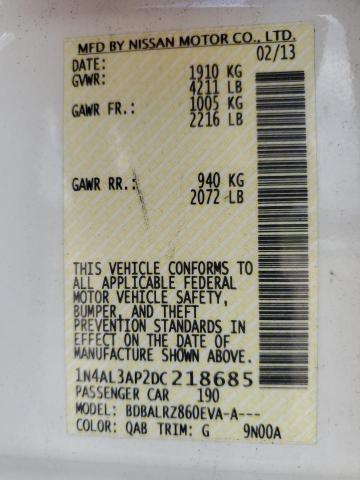 MFD BY NISSAN MOTOR CO., LTD.
DATE: 02/13
GVWR: 1910 KG
4211 LB
GAWR FR.: 1005 KG
2216 LB
GAWR RR.: 940 KG
2072 LB
THIS VEHICLE CONFORMS TO
ALL APPLICABLE FEDERAL
MOTOR VEHICLE SAFETY,
BUMPER, AND THEFT
PREVENTION STANDARDS IN
EFFECT ON THE DATE OF
MANUFACTURE SHOWN ABOVE.
1N4AL3AP2DC218685
PASSENGER CAR 190
MODEL: BDBALRZ860EVA-A---
COLOR: QAB TRIM: G 9N00A